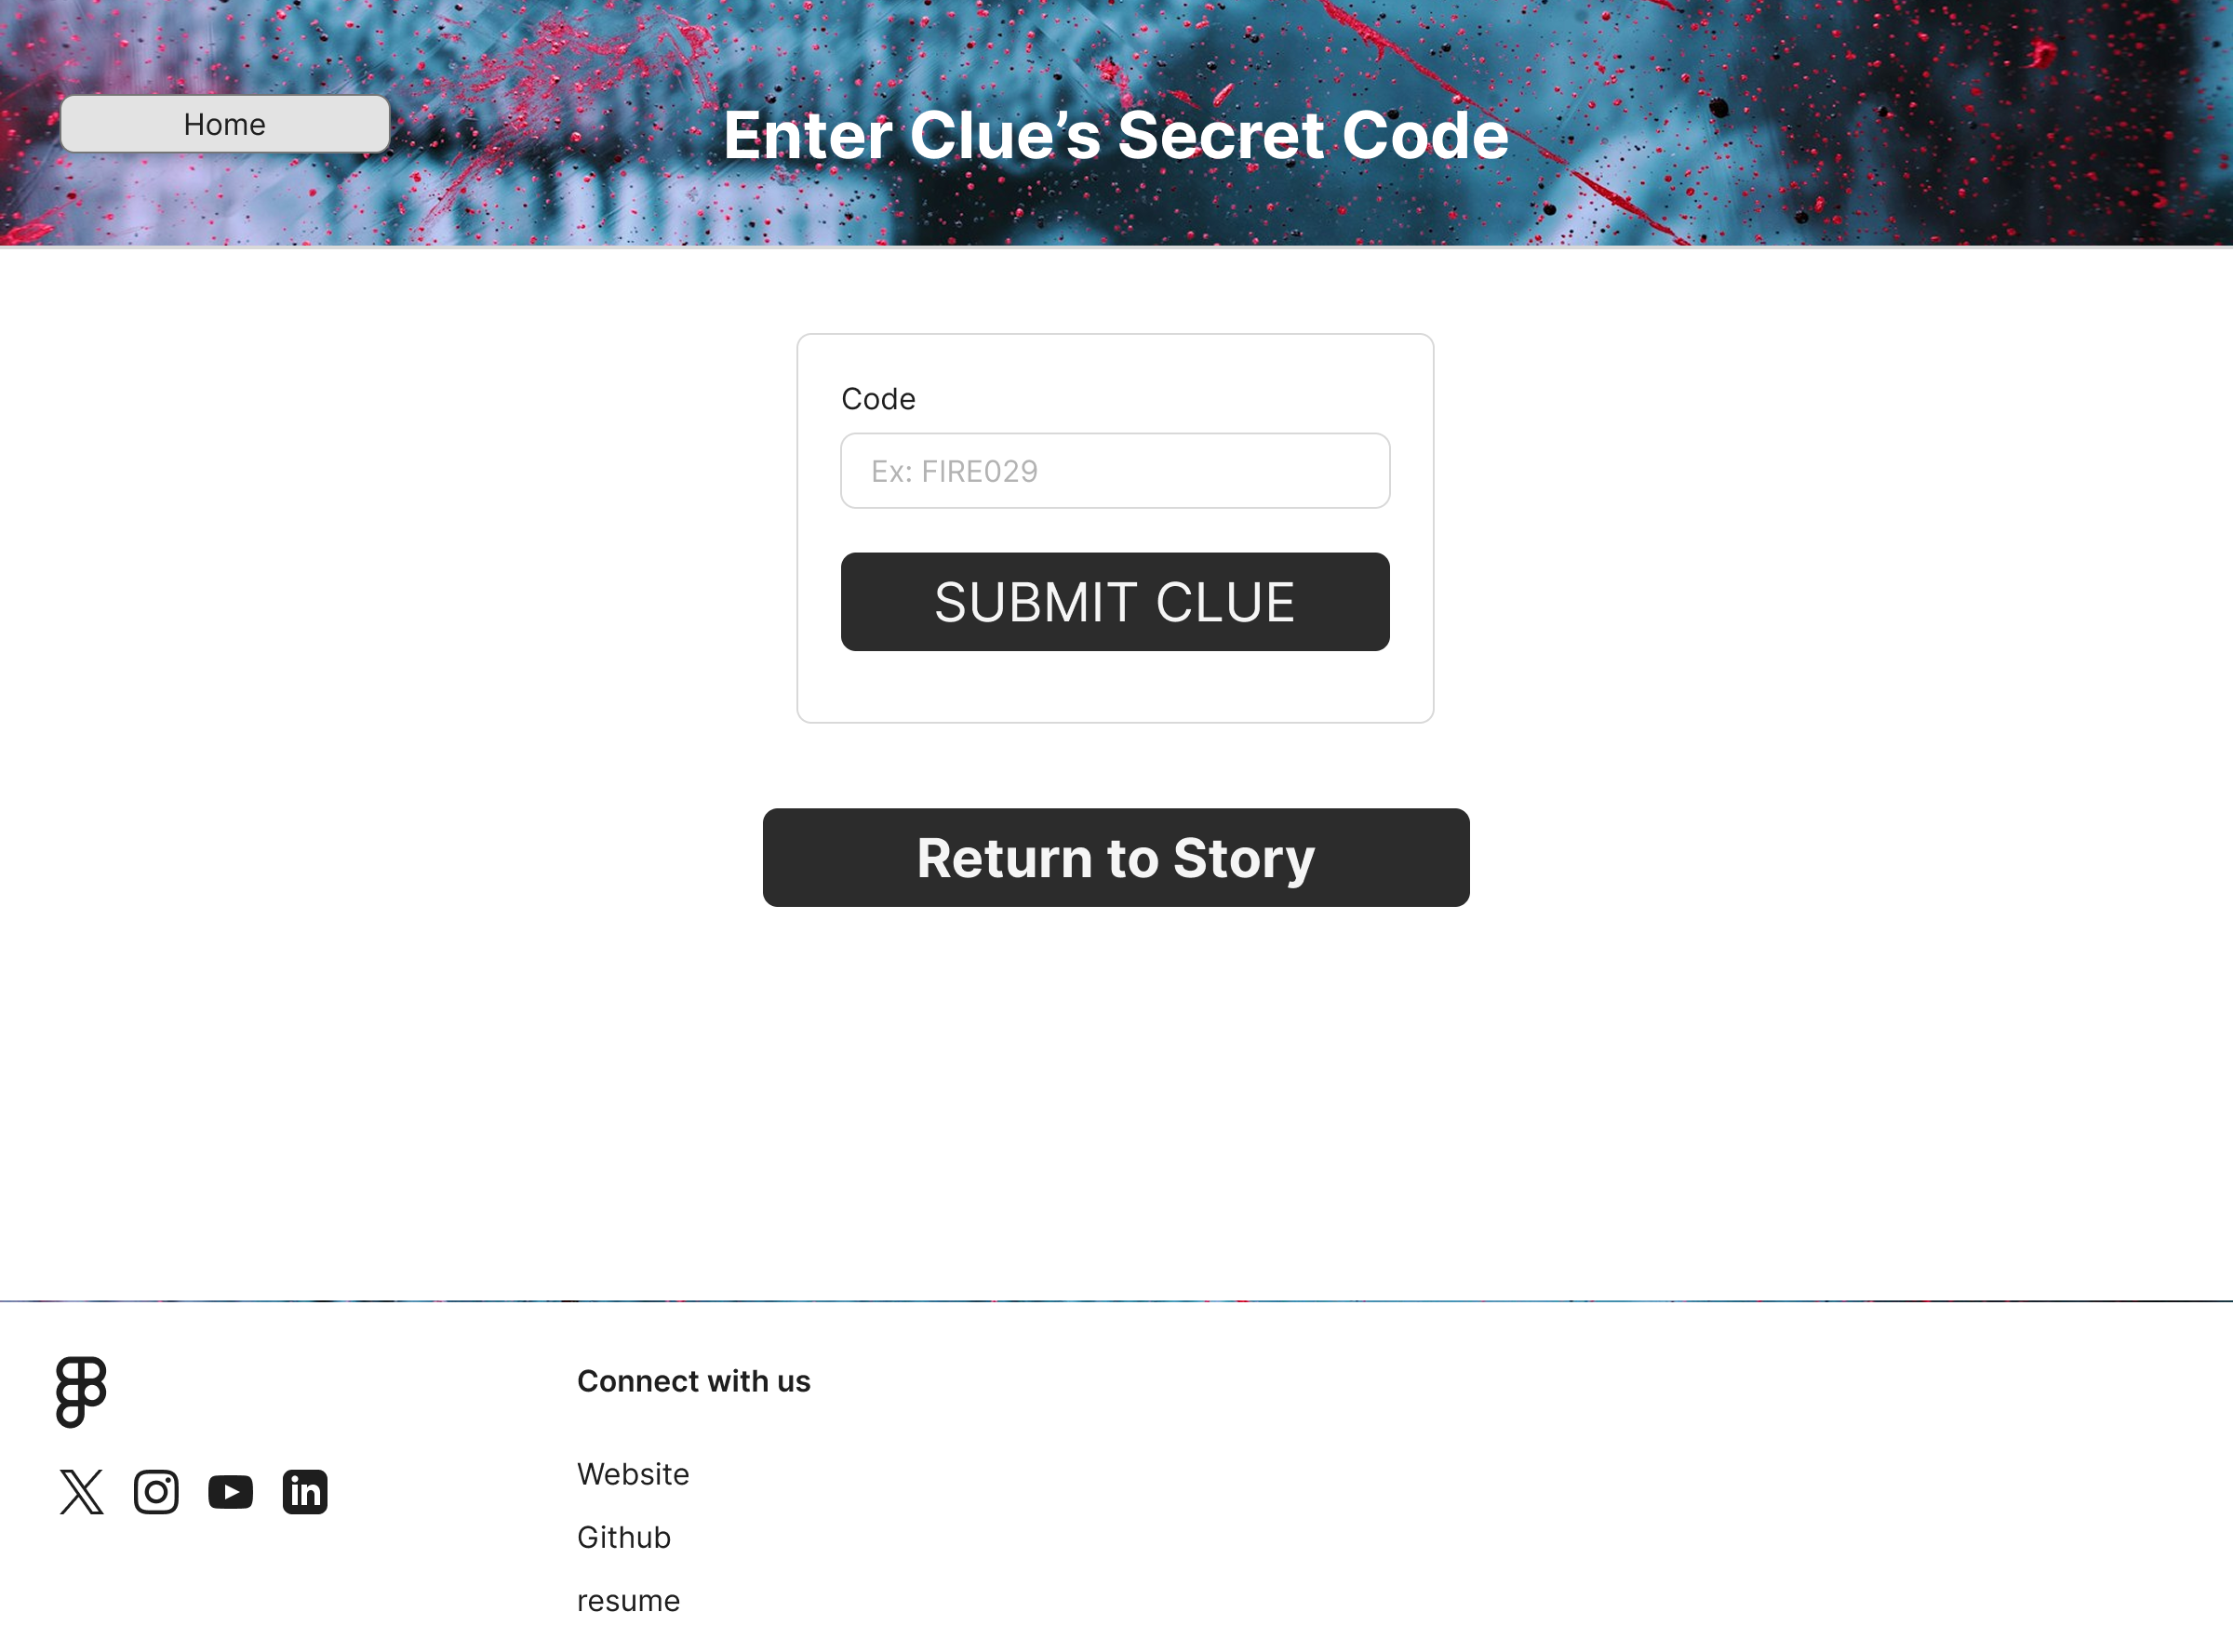 Home
Enter Clue’s Secret Code
Code
Ex: FIRE029
SUBMIT CLUE
Return to Story
Connect with us
Website
Github
resume